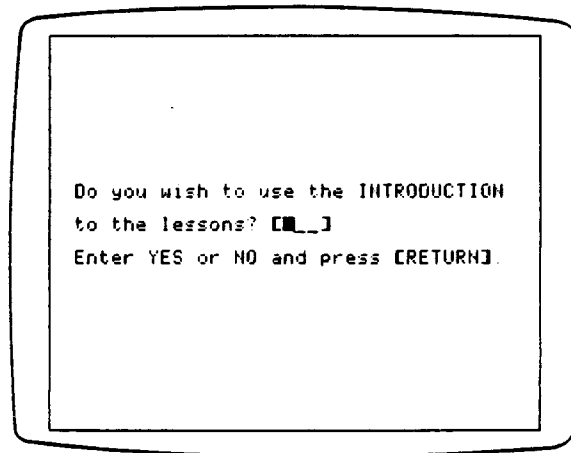 Do you wish to use the INTRODUCTION
to the lessons? [█__]
Enter YES or NO and press [RETURN].